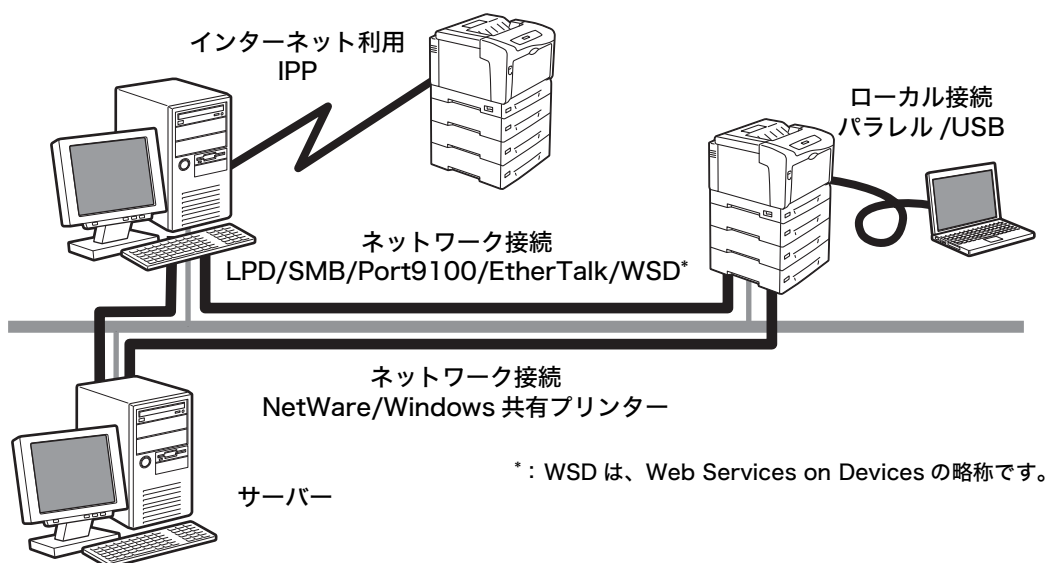 インターネット利用
IPP
ローカル接続
パラレル /USB
ネットワーク接続
LPD/SMB/Port9100/EtherTalk/WSD*
ネットワーク接続
NetWare/Windows 共有プリンター
*：WSD は、Web Services on Devices の略称です。
サーバー